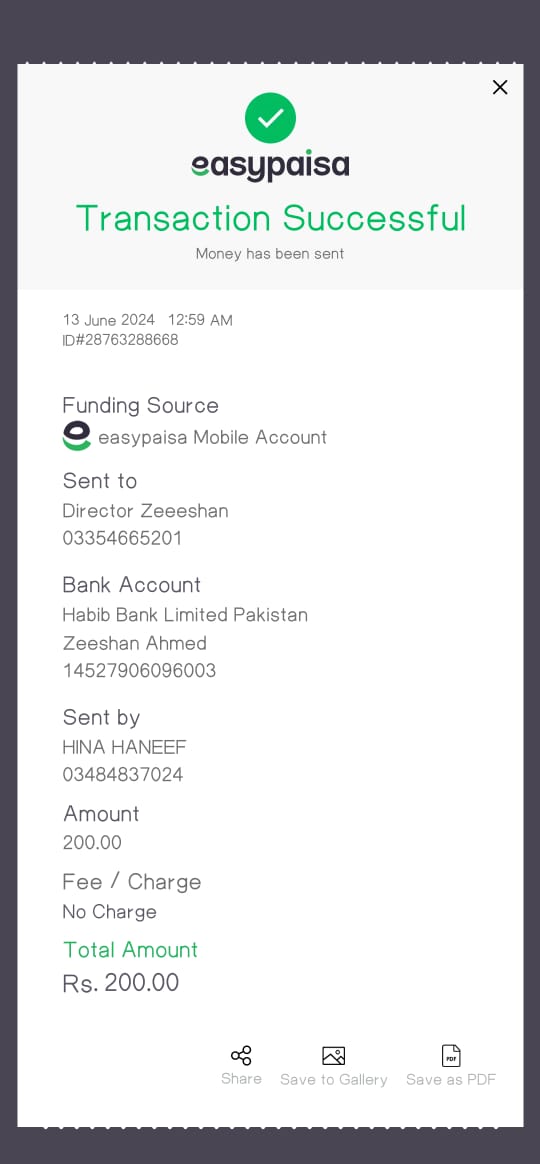 easypaisa
Transaction Successful
Money has been sent
13 June 2024 12:59 AM
ID#28763288668
Funding Source
easypaisa Mobile Account
Sent to
Director Zeeeshan
03354665201
Bank Account
Habib Bank Limited Pakistan
Zeeshan Ahmed
14527906096003
Sent by
HINA HANEEF
03484837024
Amount
200.00
Fee / Charge
No Charge
Total Amount
Rs. 200.00
PDF
Share Save to Gallery Save as PDF